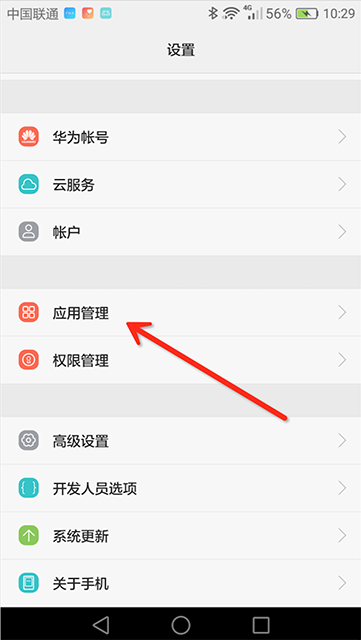 中国联通 4G 56% 10:29
设置
华为帐号
云服务
帐户
应用管理
权限管理
高级设置
开发人员选项
系统更新
关于手机